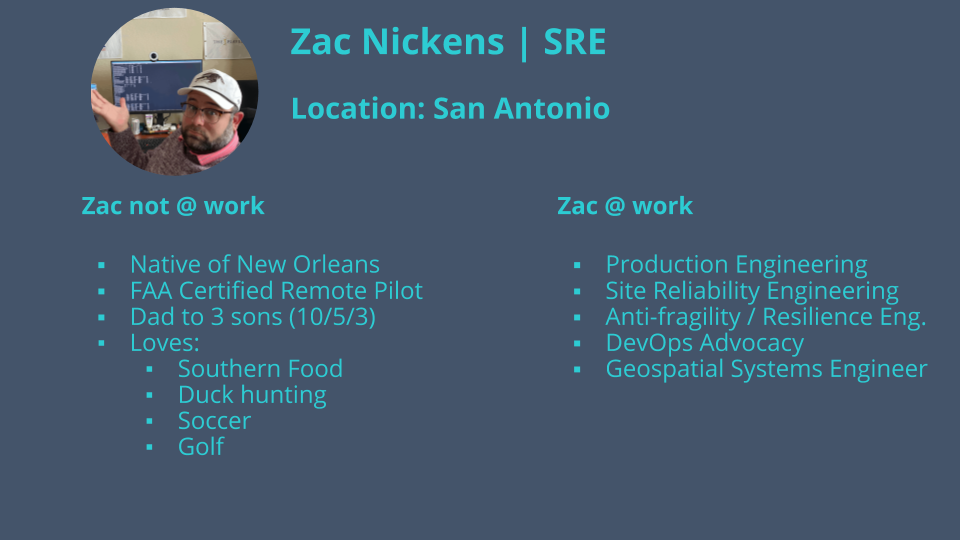 Zac Nickens | SRE
Location: San Antonio
Zac not @ work
Native of New Orleans
FAA Certified Remote Pilot
Dad to 3 sons (10/5/3)
Loves:
Southern Food
Duck hunting
Soccer
Golf
Zac @ work
Production Engineering
Site Reliability Engineering
Anti-fragility / Resilience Eng.
DevOps Advocacy
Geospatial Systems Engineer